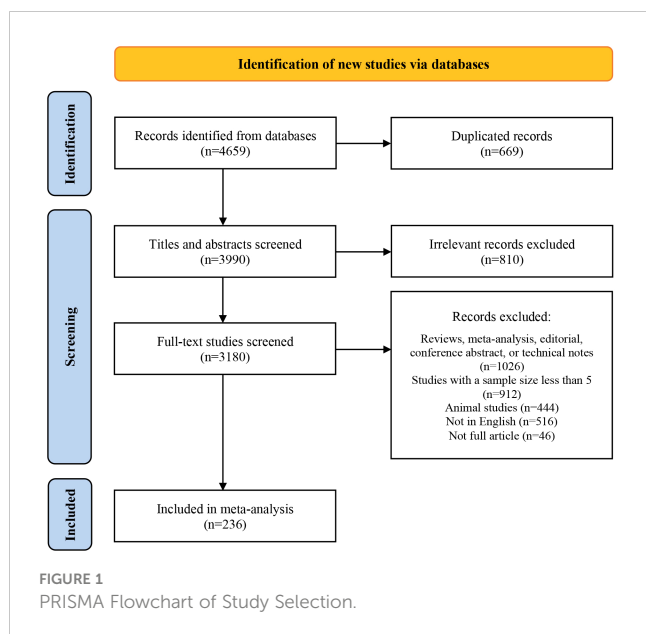 Identification of new studies via databases
Identification
Records identified from databases
(n=4659)
Duplicated records
(n=669)
Screening
Titles and abstracts screened
(n=3990)
Irrelevant records excluded
(n=810)
Full-text studies screened
(n=3180)
Records excluded:
Reviews, meta-analysis, editorial,
conference abstract, or technical notes
(n=1026)
Studies with a sample size less than 5
(n=912)
Animal studies (n=444)
Not in English (n=516)
Not full article (n=46)
Included
Included in meta-analysis
(n=236)
FIGURE 1
PRISMA Flowchart of Study Selection.